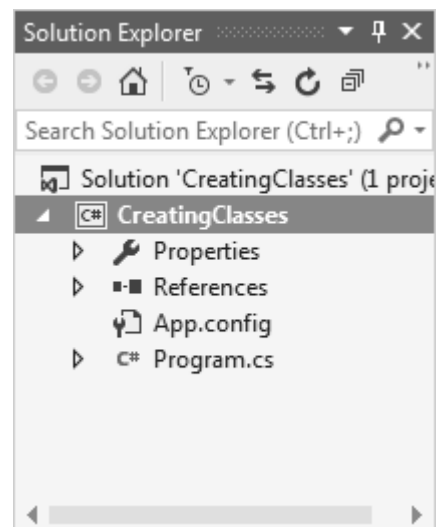 Solution Explorer
Search Solution Explorer (Ctrl+;)
Solution 'CreatingClasses' (1 proje
C# CreatingClasses
Properties
References
App.config
C# Program.cs